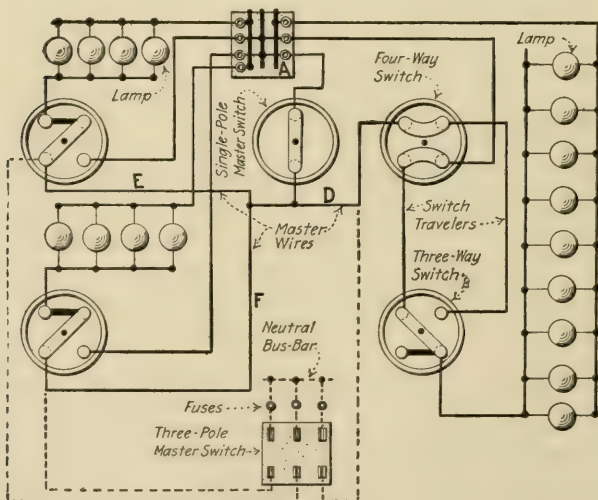 A
Lamp
Single-Pole
Master Switch
Four-Way
Switch
Lamp
E
D
Master
Wires
Switch
Travelers
Three-Way
Switch
B
F
Neutral
Bus-Bar
Fuses
Three-Pole
Master Switch